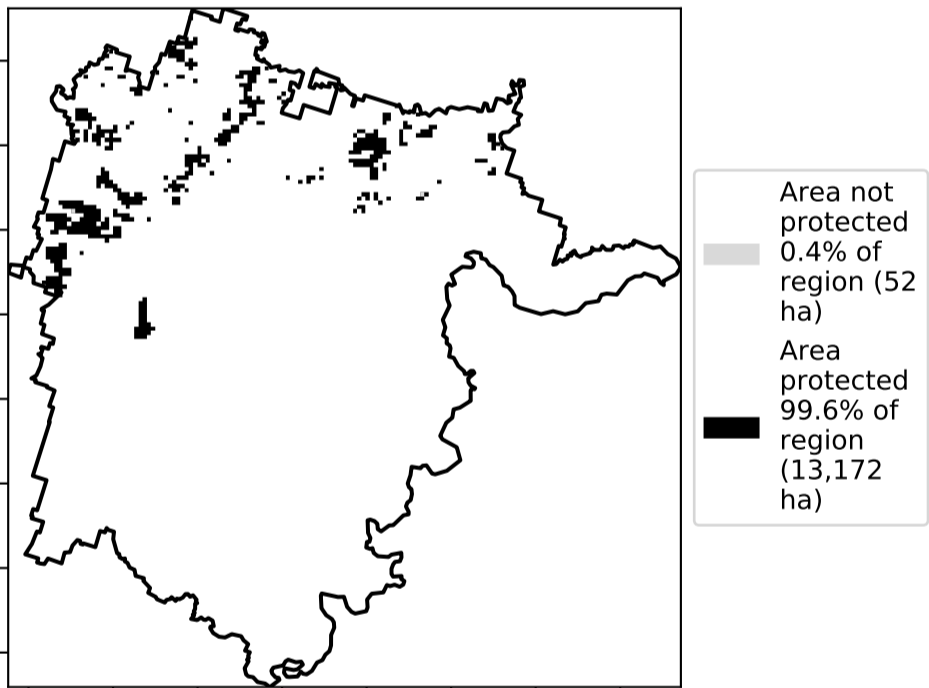 Area not
protected
0.4% of
region (52
ha)
Area
protected
99.6% of
region
(13,172
ha)